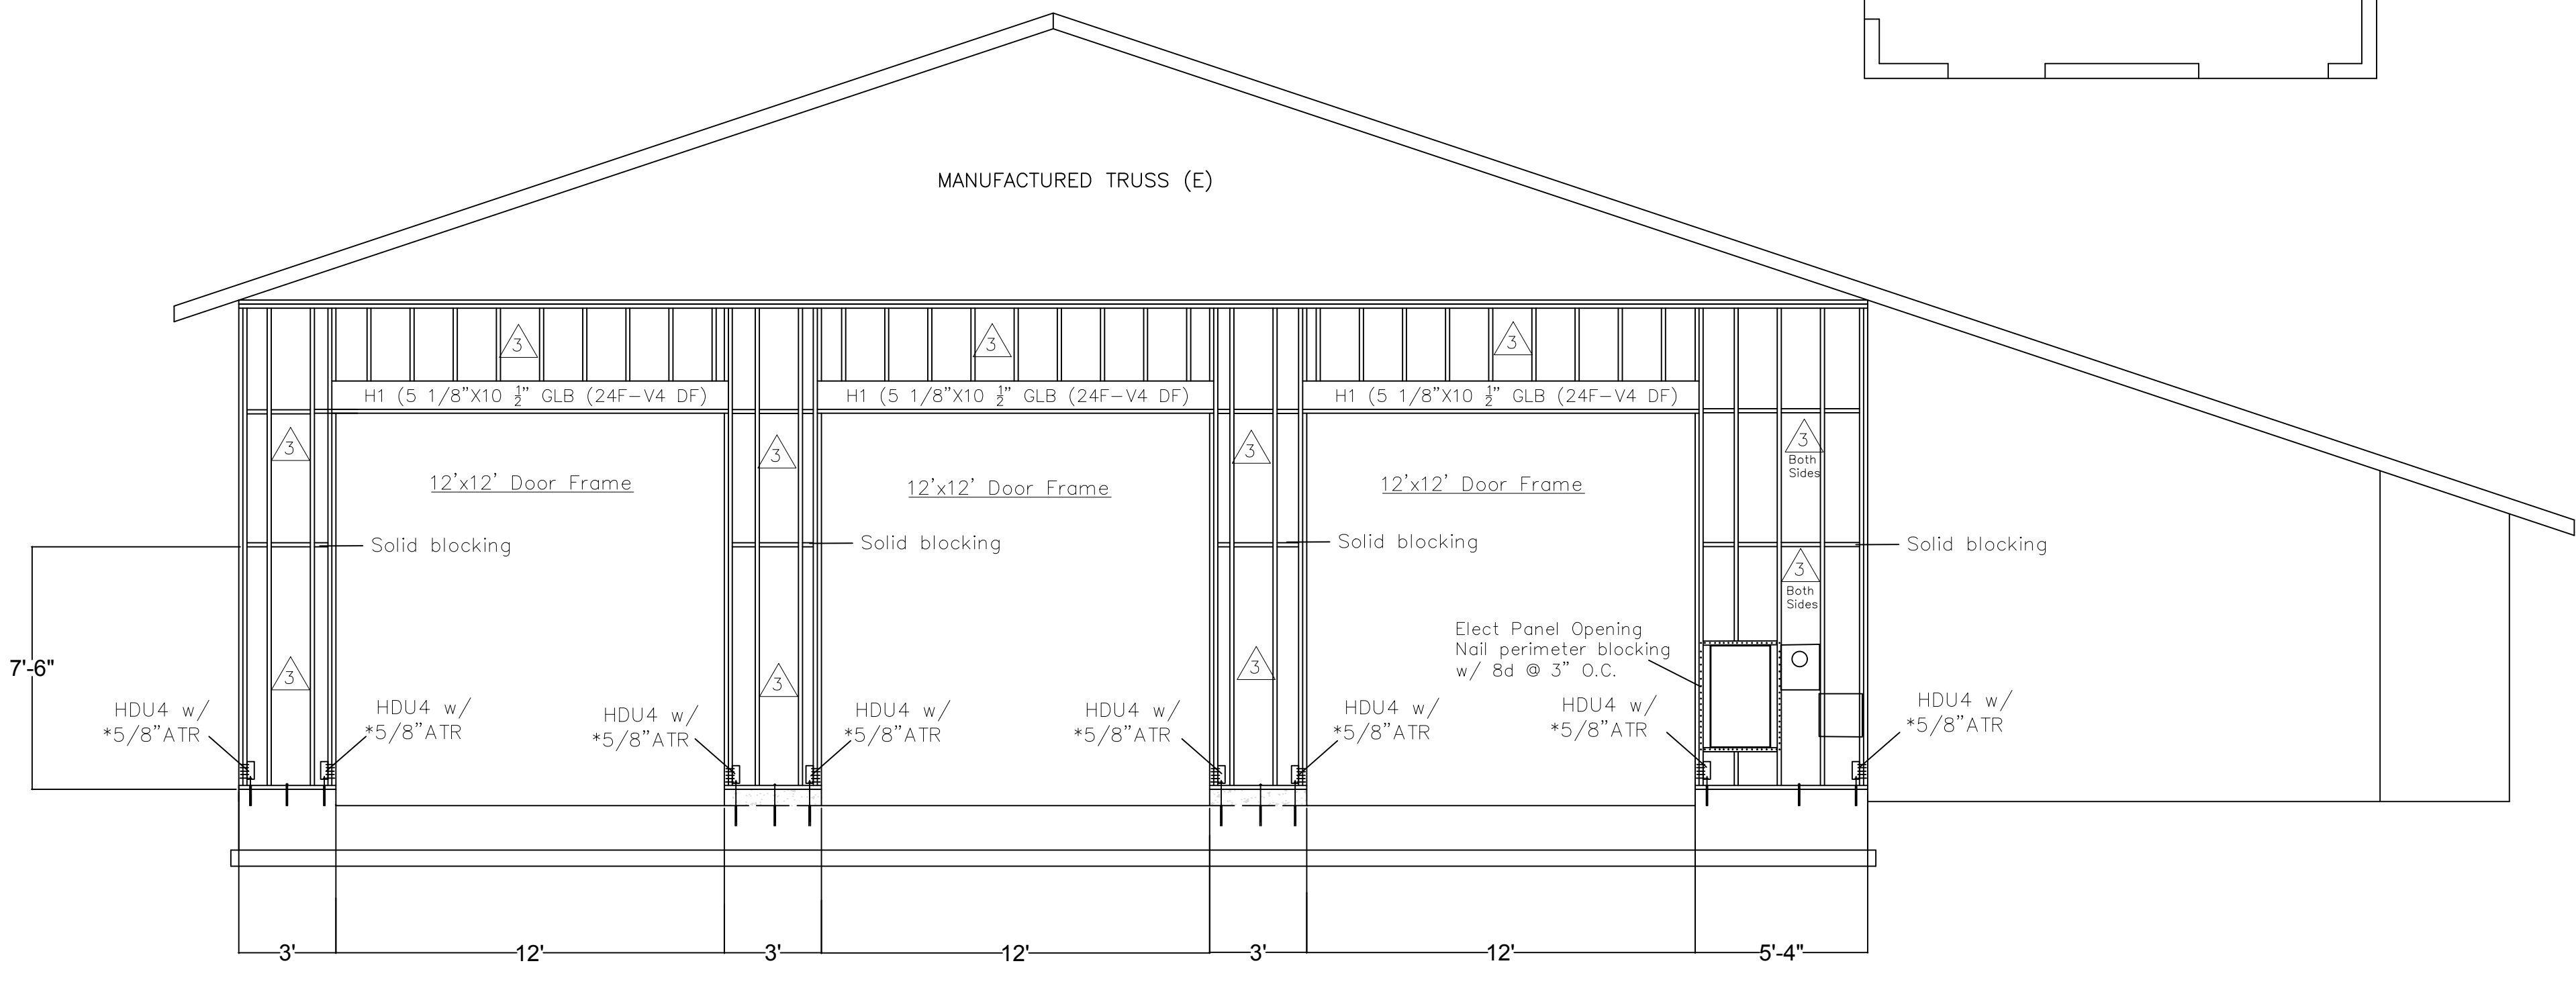 MANUFACTURED TRUSS (E)
3
3
3
H1 (5 1/8"X10 ½" GLB (24F-V4 DF)
H1 (5 1/8"X10 ½" GLB (24F-V4 DF)
H1 (5 1/8"X10 ½" GLB (24F-V4 DF)
3
3
3
3
Both
Sides
12'x12' Door Frame
12'x12' Door Frame
12'x12' Door Frame
Solid blocking
Solid blocking
Solid blocking
Solid blocking
3
Both
Sides
Elect Panel Opening
Nail perimeter blocking
w/ 8d @ 3" O.C.
7'-6"
3
3
3
HDU4 w/
*5/8"ATR
HDU4 w/
*5/8"ATR
HDU4 w/
*5/8"ATR
HDU4 w/
*5/8"ATR
HDU4 w/
*5/8"ATR
HDU4 w/
*5/8"ATR
HDU4 w/
*5/8"ATR
HDU4 w/
*5/8"ATR
3' 12' 3' 12' 3' 12' 5'-4"